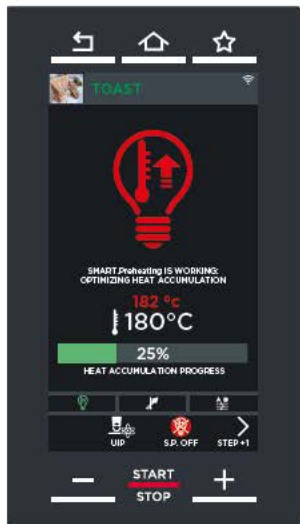 TOAST
SMART.Preheating IS WORKING:
OPTIMIZING HEAT ACCUMULATION
182 °c
180°C
25%
HEAT ACCUMULATION PROGRESS
UIP
S.P. OFF
STEP +1
START
STOP